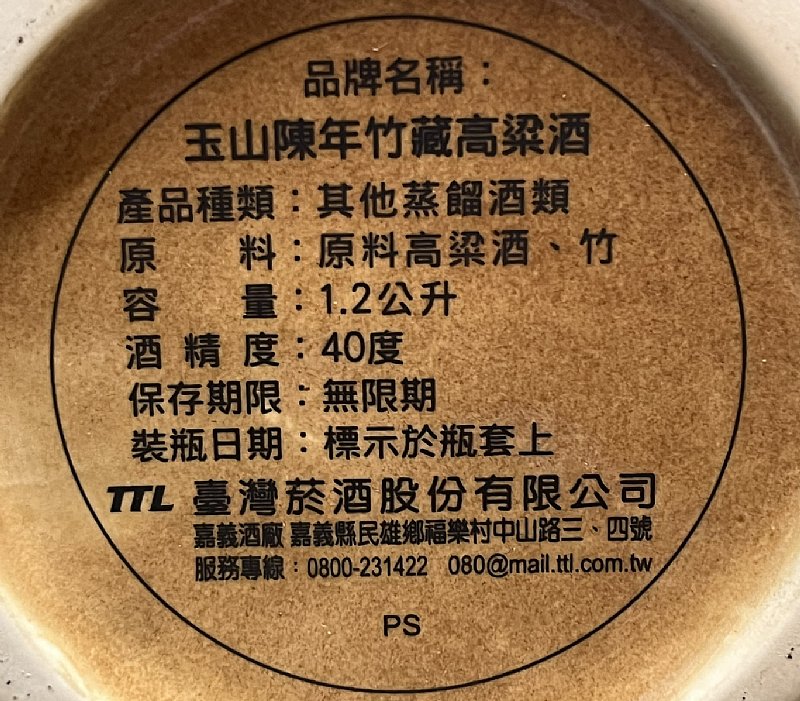 品牌名稱：
玉山陳年竹藏高粱酒
產品種類：其他蒸餾酒類
原料：原料高粱酒、竹
容量：1.2公升
酒精度：40度
保存期限：無限期
裝瓶日期：標示於瓶套上
TTL 臺灣菸酒股份有限公司
嘉義酒廠 嘉義縣民雄鄉福樂村中山路三、四號
服務專線：0800-231422 080@mail.ttl.com.tw
PS